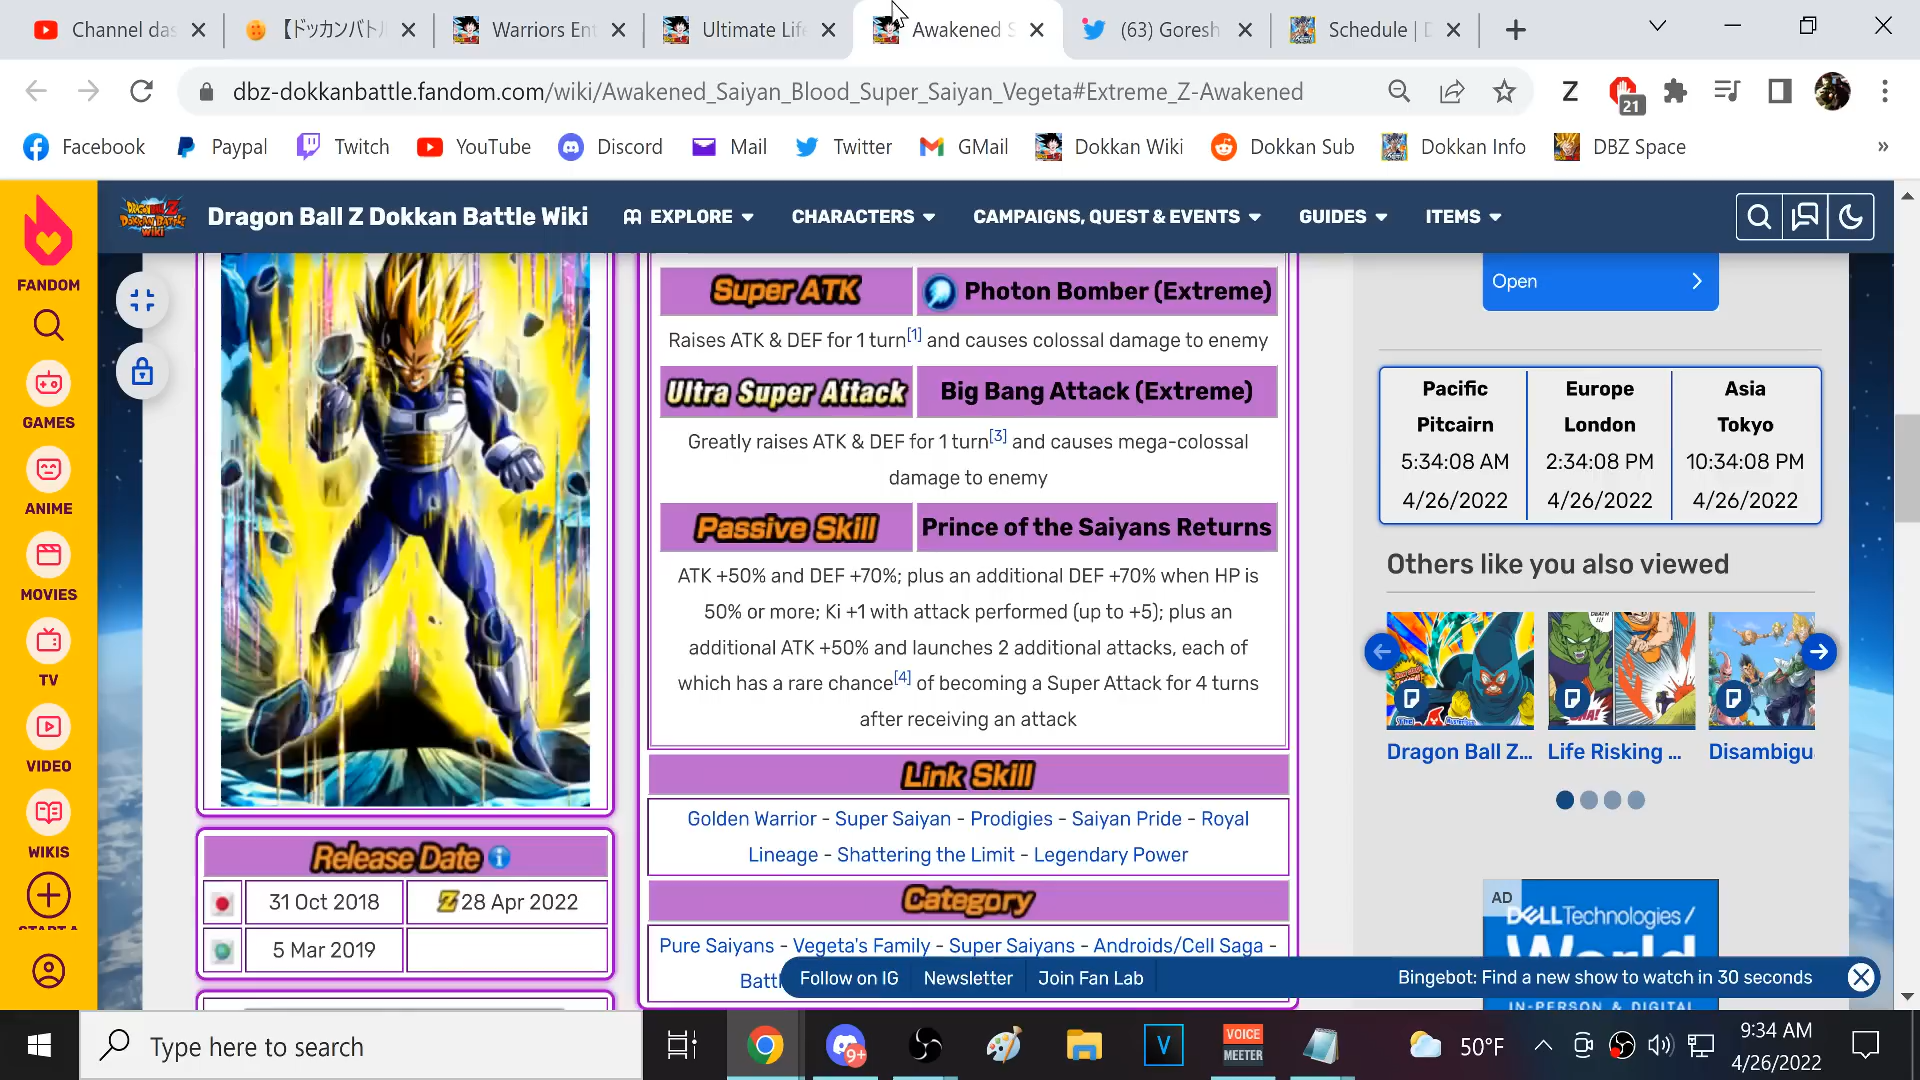 Channel das
【ドッカンバトル
Warriors Ent
Ultimate Life
Awakened S
(63) Goresh
Schedule | D
dbz-dokkanbattle.fandom.com/wiki/Awakened_Saiyan_Blood_Super_Saiyan_Vegeta#Extreme_Z-Awakened
Z
21
Facebook
Paypal
Twitch
YouTube
Discord
Mail
Twitter
GMail
Dokkan Wiki
Dokkan Sub
Dokkan Info
DBZ Space
»
Dragon Ball Z Dokkan Battle Wiki
EXPLORE
CHARACTERS
CAMPAIGNS, QUEST & EVENTS
GUIDES
ITEMS
FANDOM
GAMES
ANIME
MOVIES
TV
VIDEO
WIKIS
START A
Super ATK
Photon Bomber (Extreme)
Raises ATK & DEF for 1 turn[1] and causes colossal damage to enemy
Ultra Super Attack
Big Bang Attack (Extreme)
Greatly raises ATK & DEF for 1 turn[3] and causes mega-colossal
damage to enemy
Passive Skill
Prince of the Saiyans Returns
ATK +50% and DEF +70%; plus an additional DEF +70% when HP is
50% or more; Ki +1 with attack performed (up to +5); plus an
additional ATK +50% and launches 2 additional attacks, each of
which has a rare chance[4] of becoming a Super Attack for 4 turns
after receiving an attack
Link Skill
Golden Warrior - Super Saiyan - Prodigies - Saiyan Pride - Royal
Lineage - Shattering the Limit - Legendary Power
Category
Pure Saiyans - Vegeta's Family - Super Saiyans - Androids/Cell Saga -
Battl
Release Date
31 Oct 2018
Z 28 Apr 2022
5 Mar 2019
Open
Pacific
Pitcairn
5:34:08 AM
4/26/2022
Europe
London
2:34:08 PM
4/26/2022
Asia
Tokyo
10:34:08 PM
4/26/2022
Others like you also viewed
Dragon Ball Z...
Life Risking ...
Disambigu
AD
DELLTechnologies/
World
IN-PERSON & DIGITAL
Follow on IG
Newsletter
Join Fan Lab
Bingebot: Find a new show to watch in 30 seconds
Type here to search
9+
V
VOICE
MEETER
50°F
9:34 AM
4/26/2022